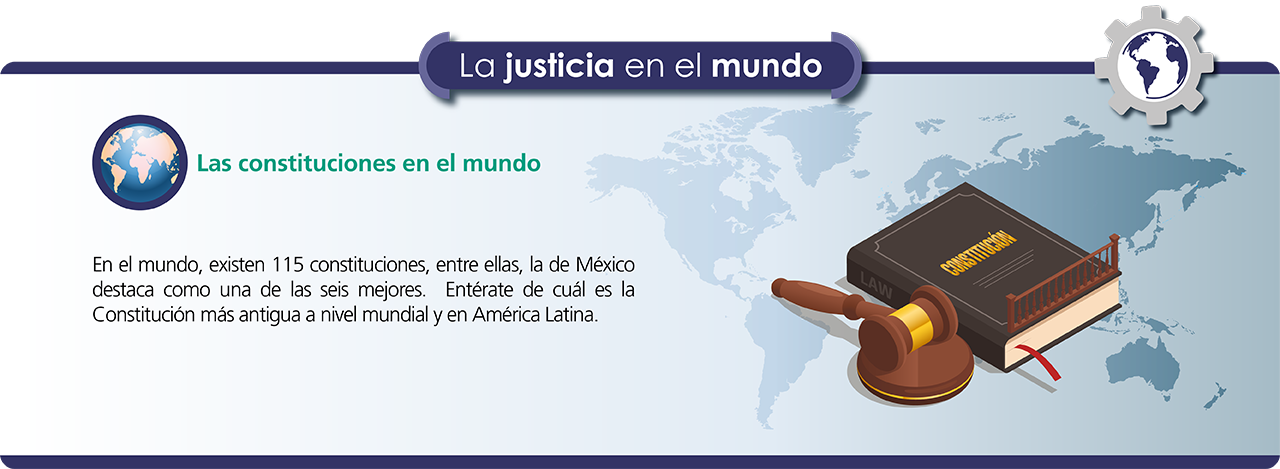 La justicia en el mundo
Las constituciones en el mundo
En el mundo, existen 115 constituciones, entre ellas, la de México
destaca como una de las seis mejores. Entérate de cuál es la
Constitución más antigua a nivel mundial y en América Latina.
CONSTITUCIÓN
LAW